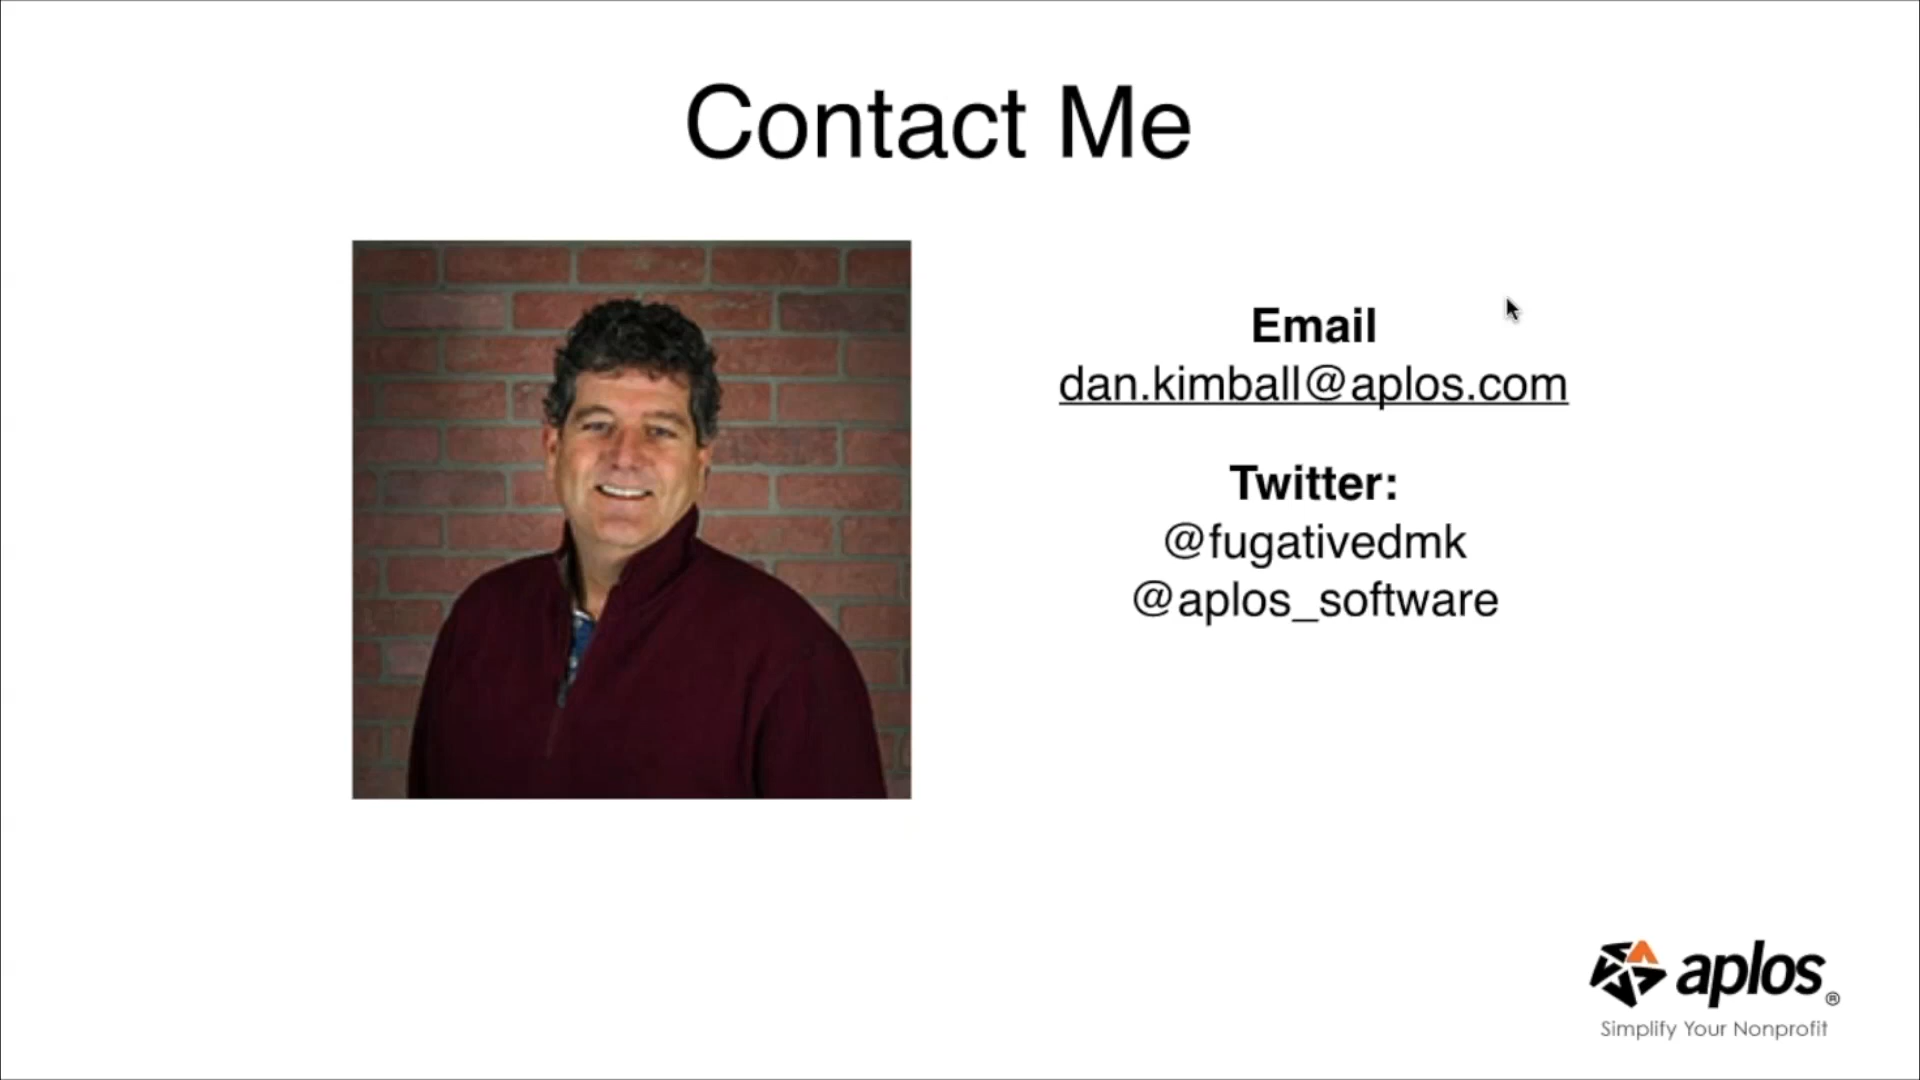 Contact Me
Email
dan.kimball@aplos.com
Twitter:
@fugativedmk
@aplos_software
aplos®
Simplify Your Nonprofit